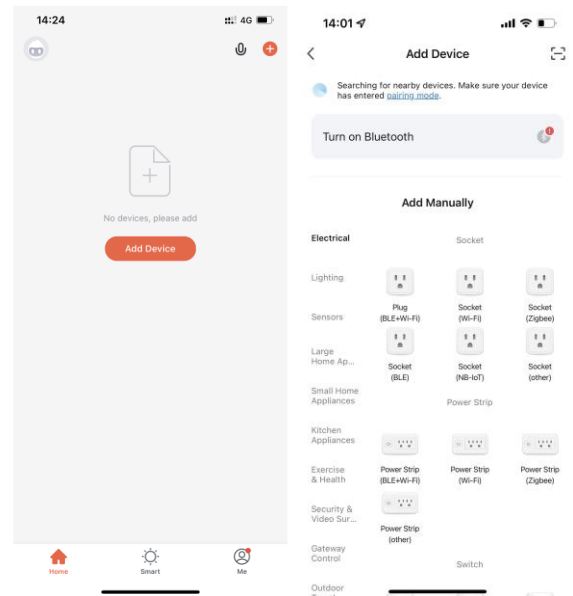 14:24
4G
No devices, please add
Add Device
Home
Smart
Me
14:01
Add Device
Searching for nearby devices. Make sure your device
has entered pairing mode.
Turn on Bluetooth
Add Manually
Electrical
Lighting
Sensors
Large
Home Ap...
Small Home
Appliances
Kitchen
Appliances
Exercise
& Health
Security &
Video Sur...
Gateway
Control
Outdoor
Socket
Plug
(BLE+Wi-Fi)
Socket
(Wi-Fi)
Socket
(Zigbee)
Socket
(BLE)
Socket
(NB-IoT)
Socket
(other)
Power Strip
Power Strip
(BLE+Wi-Fi)
Power Strip
(Wi-Fi)
Power Strip
(Zigbee)
Power Strip
(other)
Switch